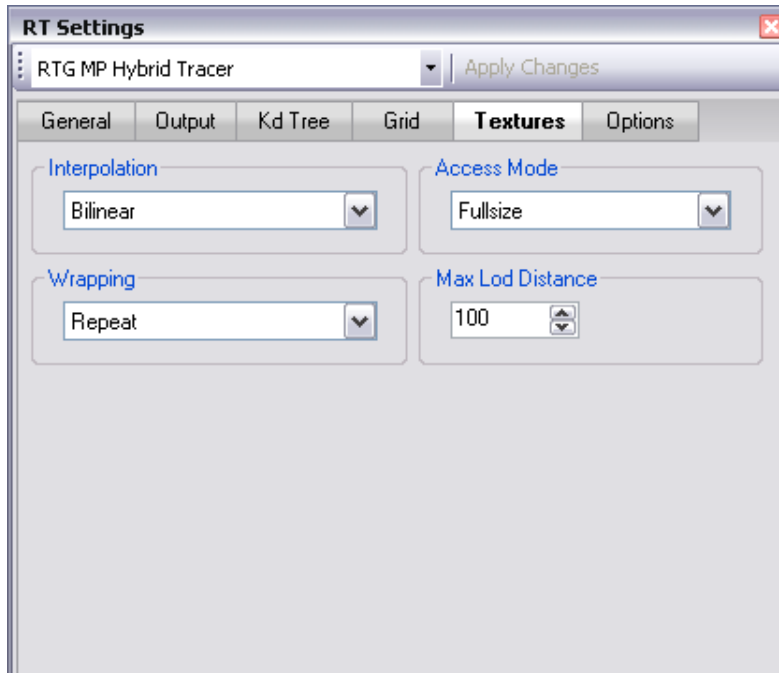 RT Settings
RTG MP Hybrid Tracer Apply Changes
General Output Kd Tree Grid Textures Options
Interpolation Access Mode
Bilinear Fullsize
Wrapping Max Lod Distance
Repeat 100